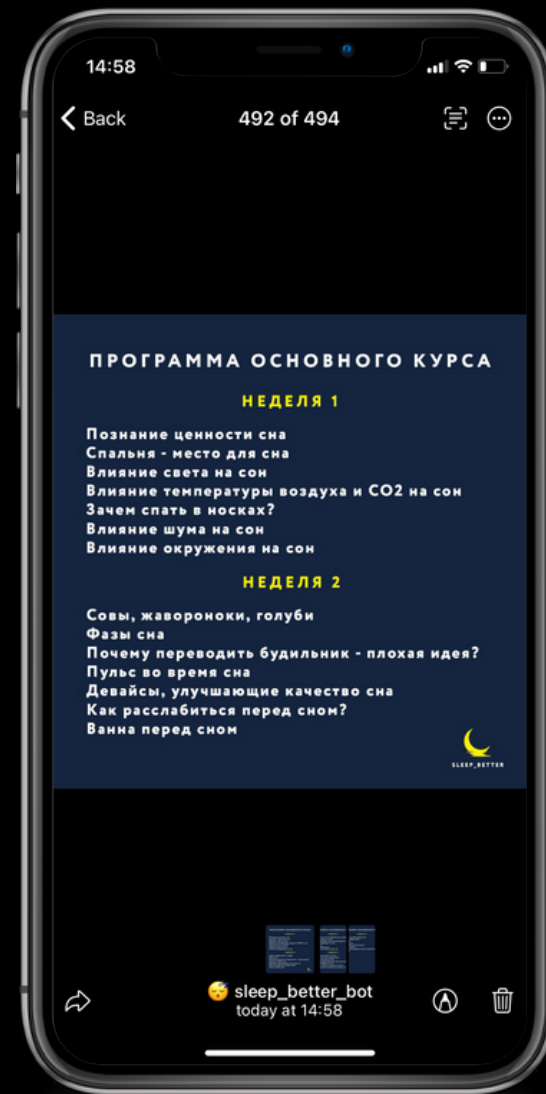 14:58
Back
492 of 494
ПРОГРАММА ОСНОВНОГО КУРСА
НЕДЕЛЯ 1
Познание ценности сна
Спальня - место для сна
Влияние света на сон
Влияние температуры воздуха и СО2 на сон
Зачем спать в носках?
Влияние шума на сон
Влияние окружения на сон
НЕДЕЛЯ 2
Совы, жавороноки, голуби
Фазы сна
Почему переводить будильник - плохая идея?
Пульс во время сна
Девайсы, улучшающие качество сна
Как расслабиться перед сном?
Ванна перед сном
SLEEP_BETTER
sleep_better_bot
today at 14:58